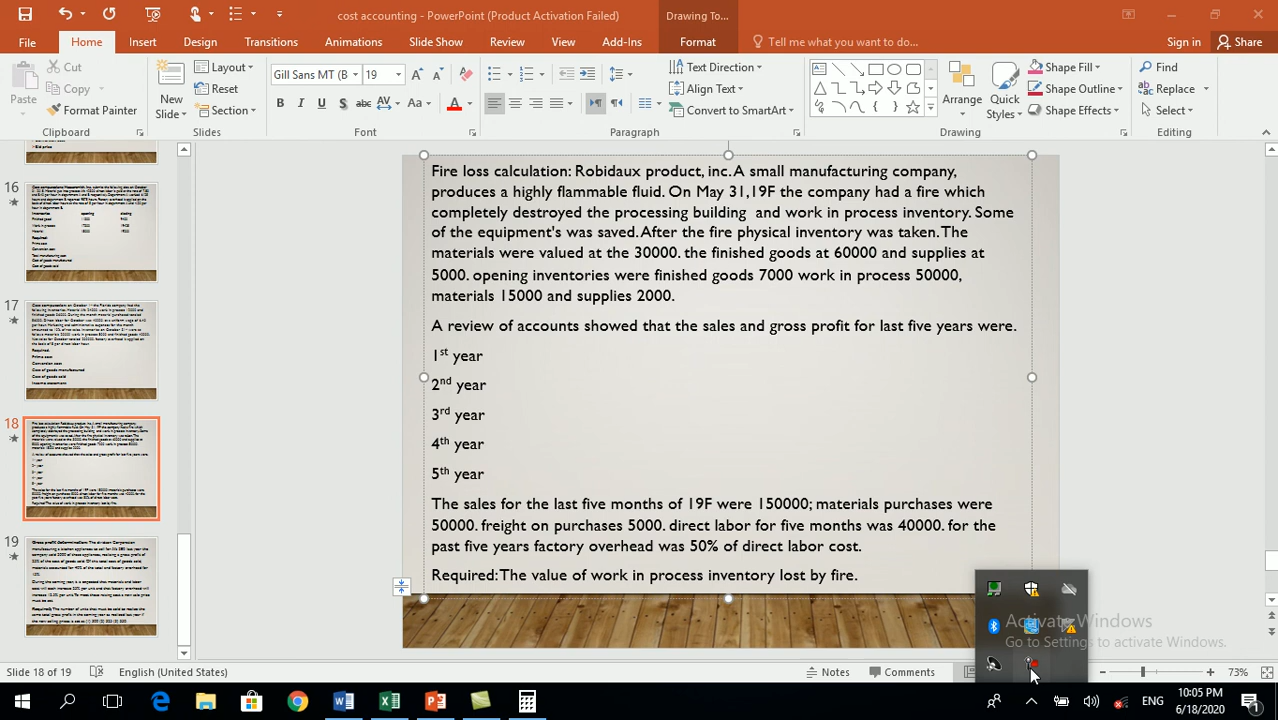 cost accounting - PowerPoint (Product Activation Failed)
Drawing To...
File
Home
Insert
Design
Transitions
Animations
Slide Show
Review
View
Add-Ins
Format
Tell me what you want to do...
Sign in
Share
Paste
Cut
Copy
Format Painter
Clipboard
New
Slide
Layout
Reset
Section
Slides
Gill Sans MT (B
19
B I U S abc AV Aa A
Font
Text Direction
Align Text
Convert to SmartArt
Paragraph
Arrange
Quick
Styles
Shape Fill
Shape Outline
Shape Effects
Drawing
Find
Replace
Select
Editing
16
17
18
19
Fire loss calculation: Robidaux product, inc. A small manufacturing company,
produces a highly flammable fluid. On May 31,19F the company had a fire which
completely destroyed the processing building and work in process inventory. Some
of the equipment's was saved. After the fire physical inventory was taken. The
materials were valued at the 30000. the finished goods at 60000 and supplies at
5000. opening inventories were finished goods 7000 work in process 50000,
materials 15000 and supplies 2000.
A review of accounts showed that the sales and gross profit for last five years were.
1st year
2nd year
3rd year
4th year
5th year
The sales for the last five months of 19F were 150000; materials purchases were
50000. freight on purchases 5000. direct labor for five months was 40000. for the
past five years factory overhead was 50% of direct labor cost.
Required: The value of work in process inventory lost by fire.
Activate Windows
Go to Settings to activate Windows.
Slide 18 of 19
English (United States)
Notes
Comments
73%
ENG
10:05 PM
6/18/2020